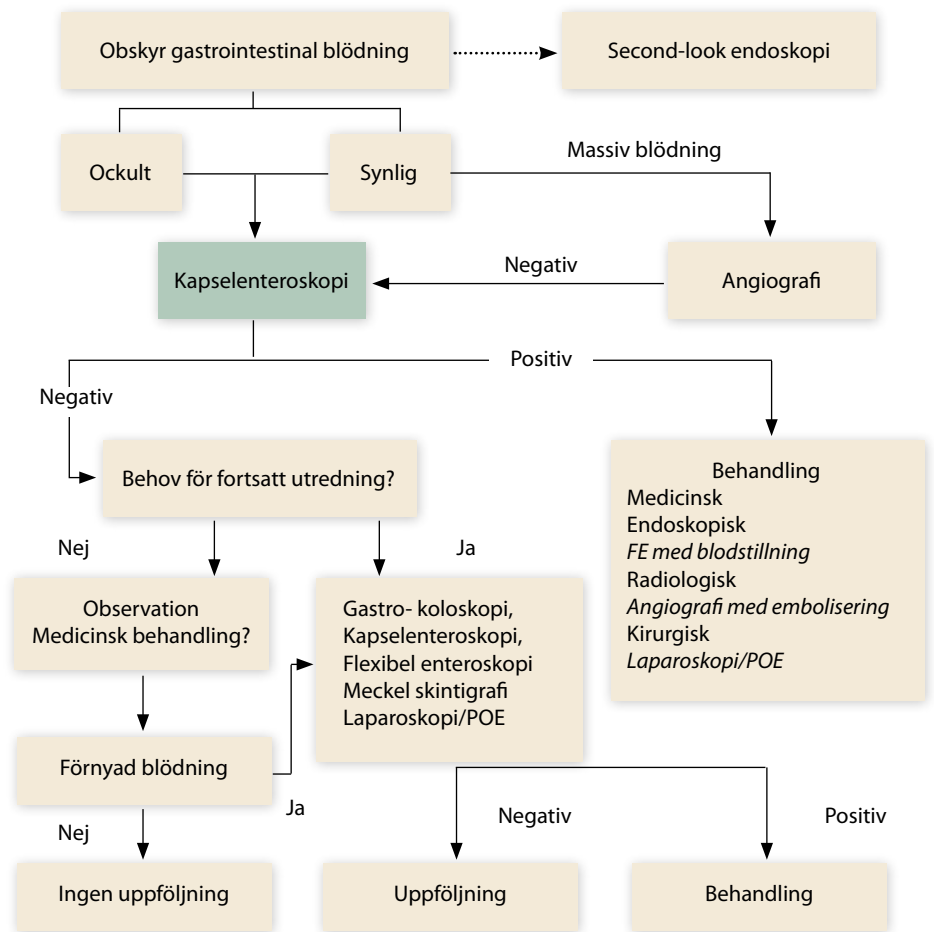 Obskyr gastrointestinal blödning
Second-look endoskopi
Ockult
Synlig
Massiv blödning
Kapselenteroskopi
Negativ
Angiografi
Positiv
Negativ
Behov för fortsatt utredning?
Behandling
Medicinsk
Endoskopisk
FE med blodstillning
Radiologisk
Angiografi med embolisering
Kirurgisk
Laparoskopi/POE
Nej
Ja
Observation
Medicinsk behandling?
Gastro- koloskopi,
Kapselenteroskopi,
Flexibel enteroskopi
Meckel skintigrafi
Laparoskopi/POE
Förnyad blödning
Ja
Nej
Negativ
Positiv
Ingen uppföljning
Uppföljning
Behandling